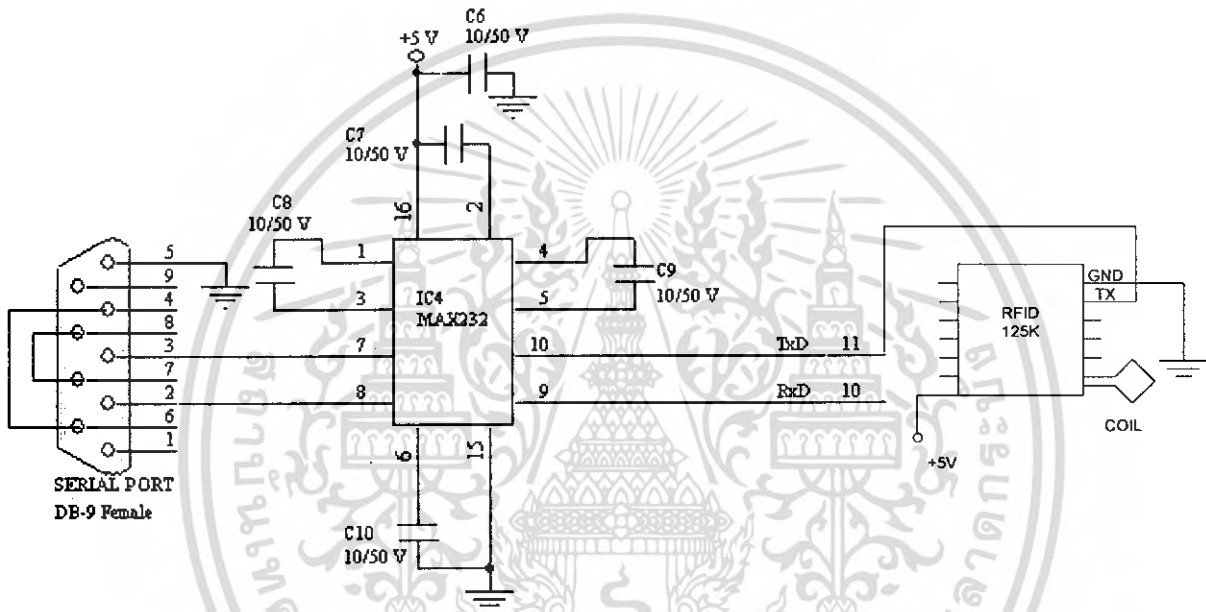 C6
10/50 V
+5 V
C7
10/50 V
C8
10/50 V
16
2
1
3
7
8
4
5
10
9
6
15
IC4
MAX232
C9
10/50 V
5
9
4
8
3
7
2
6
1
SERIAL PORT
DB-9 Female
C10
10/50 V
TxD 11
RxD 10
RFID
125K
GND
TX
COIL
+5V